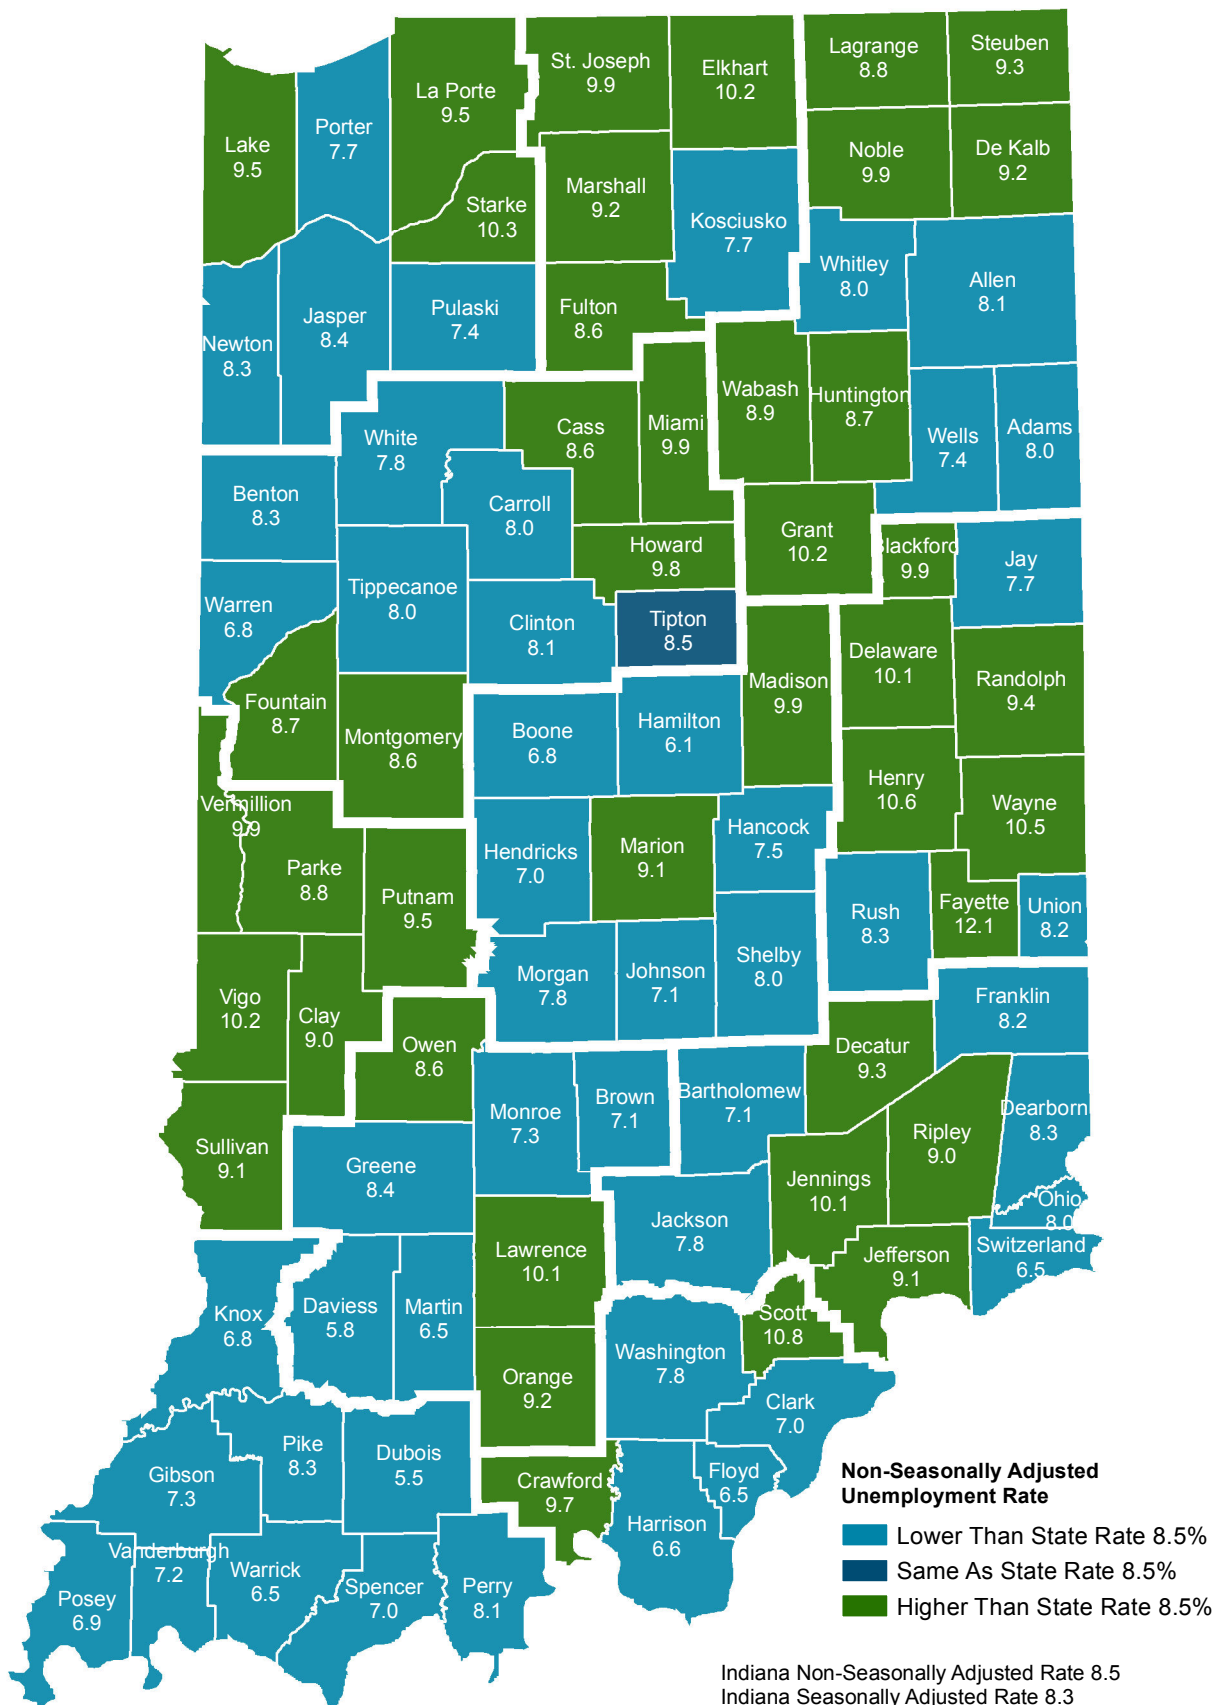 Lagrange
8.8
Steuben
9.3
St. Joseph
9.9
Elkhart
10.2
La Porte
9.5
Porter
7.7
Lake
9.5
Noble
9.9
De Kalb
9.2
Marshall
9.2
Starke
10.3
Kosciusko
7.7
Whitley
8.0
Allen
8.1
Pulaski
7.4
Fulton
8.6
Jasper
8.4
Newton
8.3
Wabash
8.9
Huntington
8.7
Cass
8.6
Miami
9.9
White
7.8
Wells
7.4
Adams
8.0
Benton
8.3
Carroll
8.0
Grant
10.2
Howard
9.8
lackford
9.9
Jay
7.7
Tippecanoe
8.0
Warren
6.8
Clinton
8.1
Tipton
8.5
Delaware
10.1
Randolph
9.4
Madison
9.9
Fountain
8.7
Montgomery
8.6
Boone
6.8
Hamilton
6.1
Henry
10.6
Wayne
10.5
Vermillion
9.9
Hancock
7.5
Marion
9.1
Hendricks
7.0
Parke
8.8
Putnam
9.5
Rush
8.3
Fayette
12.1
Union
8.2
Shelby
8.0
Johnson
7.1
Morgan
7.8
Vigo
10.2
Clay
9.0
Franklin
8.2
Owen
8.6
Decatur
9.3
Monroe
7.3
Brown
7.1
Bartholomew
7.1
Dearborn
8.3
Ripley
9.0
Sullivan
9.1
Greene
8.4
Jennings
10.1
Ohio
8.0
Jackson
7.8
Lawrence
10.1
Jefferson
9.1
Switzerland
6.5
Knox
6.8
Daviess
5.8
Martin
6.5
Scott
10.8
Washington
7.8
Orange
9.2
Clark
7.0
Pike
8.3
Dubois
5.5
Gibson
7.3
Crawford
9.7
Floyd
6.5
Harrison
6.6
Vanderburgh
7.2
Warrick
6.5
Spencer
7.0
Perry
8.1
Posey
6.9
Non-Seasonally Adjusted
Unemployment Rate
Lower Than State Rate 8.5%
Same As State Rate 8.5%
Higher Than State Rate 8.5%
Indiana Non-Seasonally Adjusted Rate 8.5
Indiana Seasonally Adjusted Rate 8.3